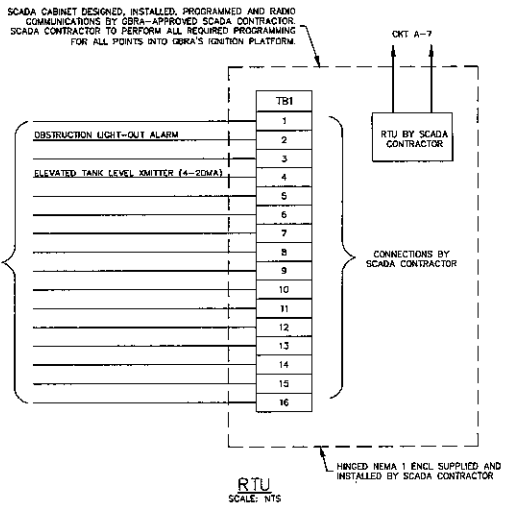 SCADA CABINET DESIGNED, INSTALLED, PROGRAMMED AND RADIO
COMMUNICATIONS BY GBRA-APPROVED SCADA CONTRACTOR.
SCADA CONTRACTOR TO PERFORM ALL REQUIRED PROGRAMMING
FOR ALL POINTS INTO GBRA'S IGNITION PLATFORM.
CKT A-7
TB1
1
OBSTRUCTION LIGHT-OUT ALARM
2
RTU BY SCADA
CONTRACTOR
3
ELEVATED TANK LEVEL XMITTER (4-20MA)
4
5
6
7
8
CONNECTIONS BY
SCADA CONTRACTOR
9
10
11
12
13
14
15
16
HINGED NEMA 1 ENCL SUPPLIED AND
INSTALLED BY SCADA CONTRACTOR
RTU
SCALE: NTS